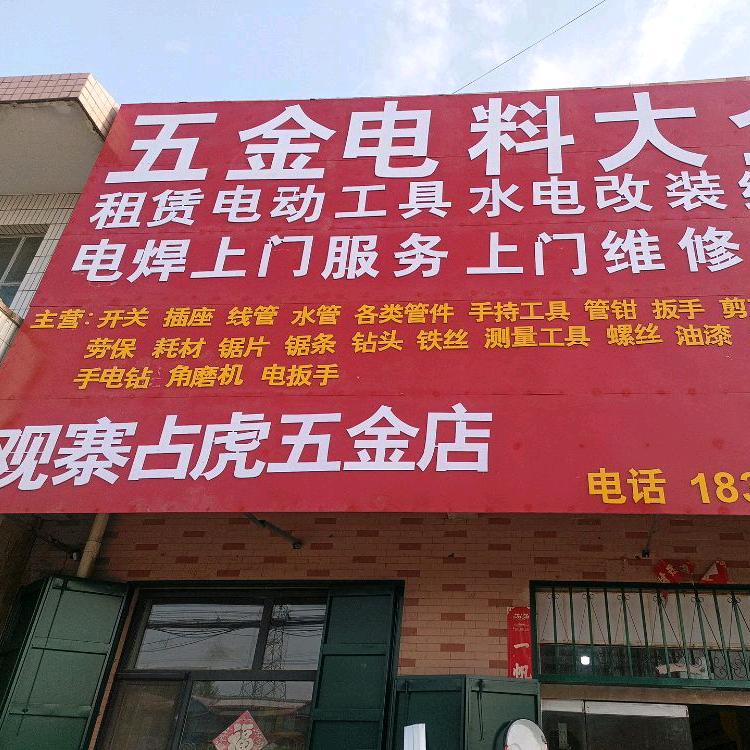 五金电料大
租赁电动工具 水电改装
电焊上门服务 上门维修
主营：开关 插座 线管 水管 各类管件 手持工具 管钳 扳手 剪
劳保 耗材 锯片 锯条 钻头 铁丝 测量工具 螺丝 油漆
手电钻 角磨机 电扳手
观寨占虎五金店
电话 183
一帆
福